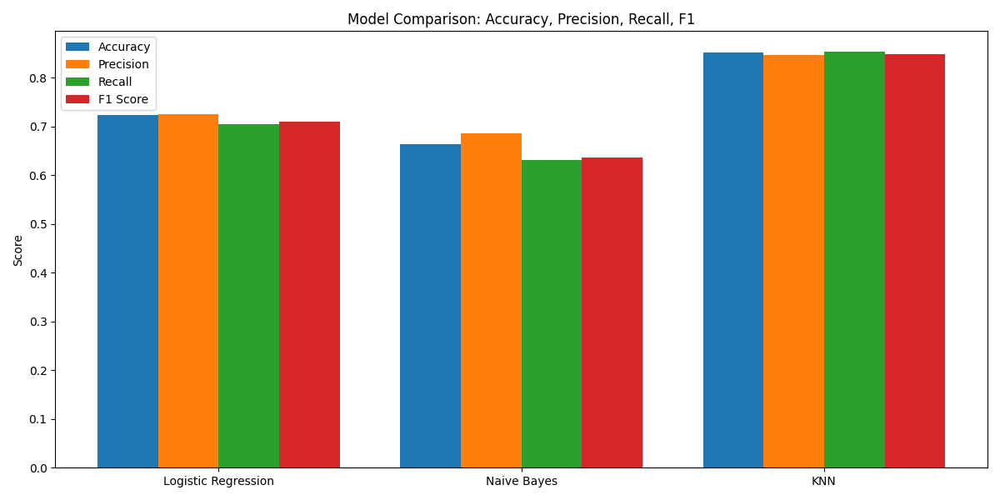 Model Comparison: Accuracy, Precision, Recall, F1
Accuracy
Precision
Recall
F1 Score
Score
0.8
0.7
0.6
0.5
0.4
0.3
0.2
0.1
0.0
Logistic Regression
Naive Bayes
KNN